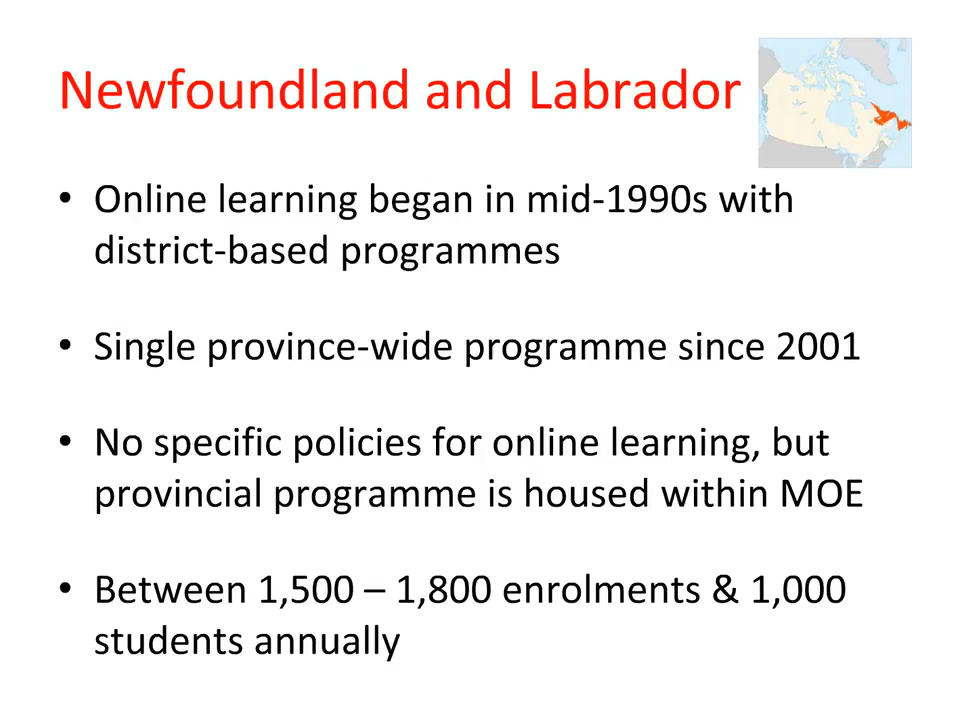 Newfoundland and Labrador
• Online learning began in mid-1990s with
district-based programmes
• Single province-wide programme since 2001
• No specific policies for online learning, but
provincial programme is housed within MOE
• Between 1,500 – 1,800 enrolments & 1,000
students annually